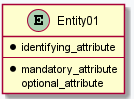 E Entity01
identifying_attribute
mandatory_attribute
optional_attribute